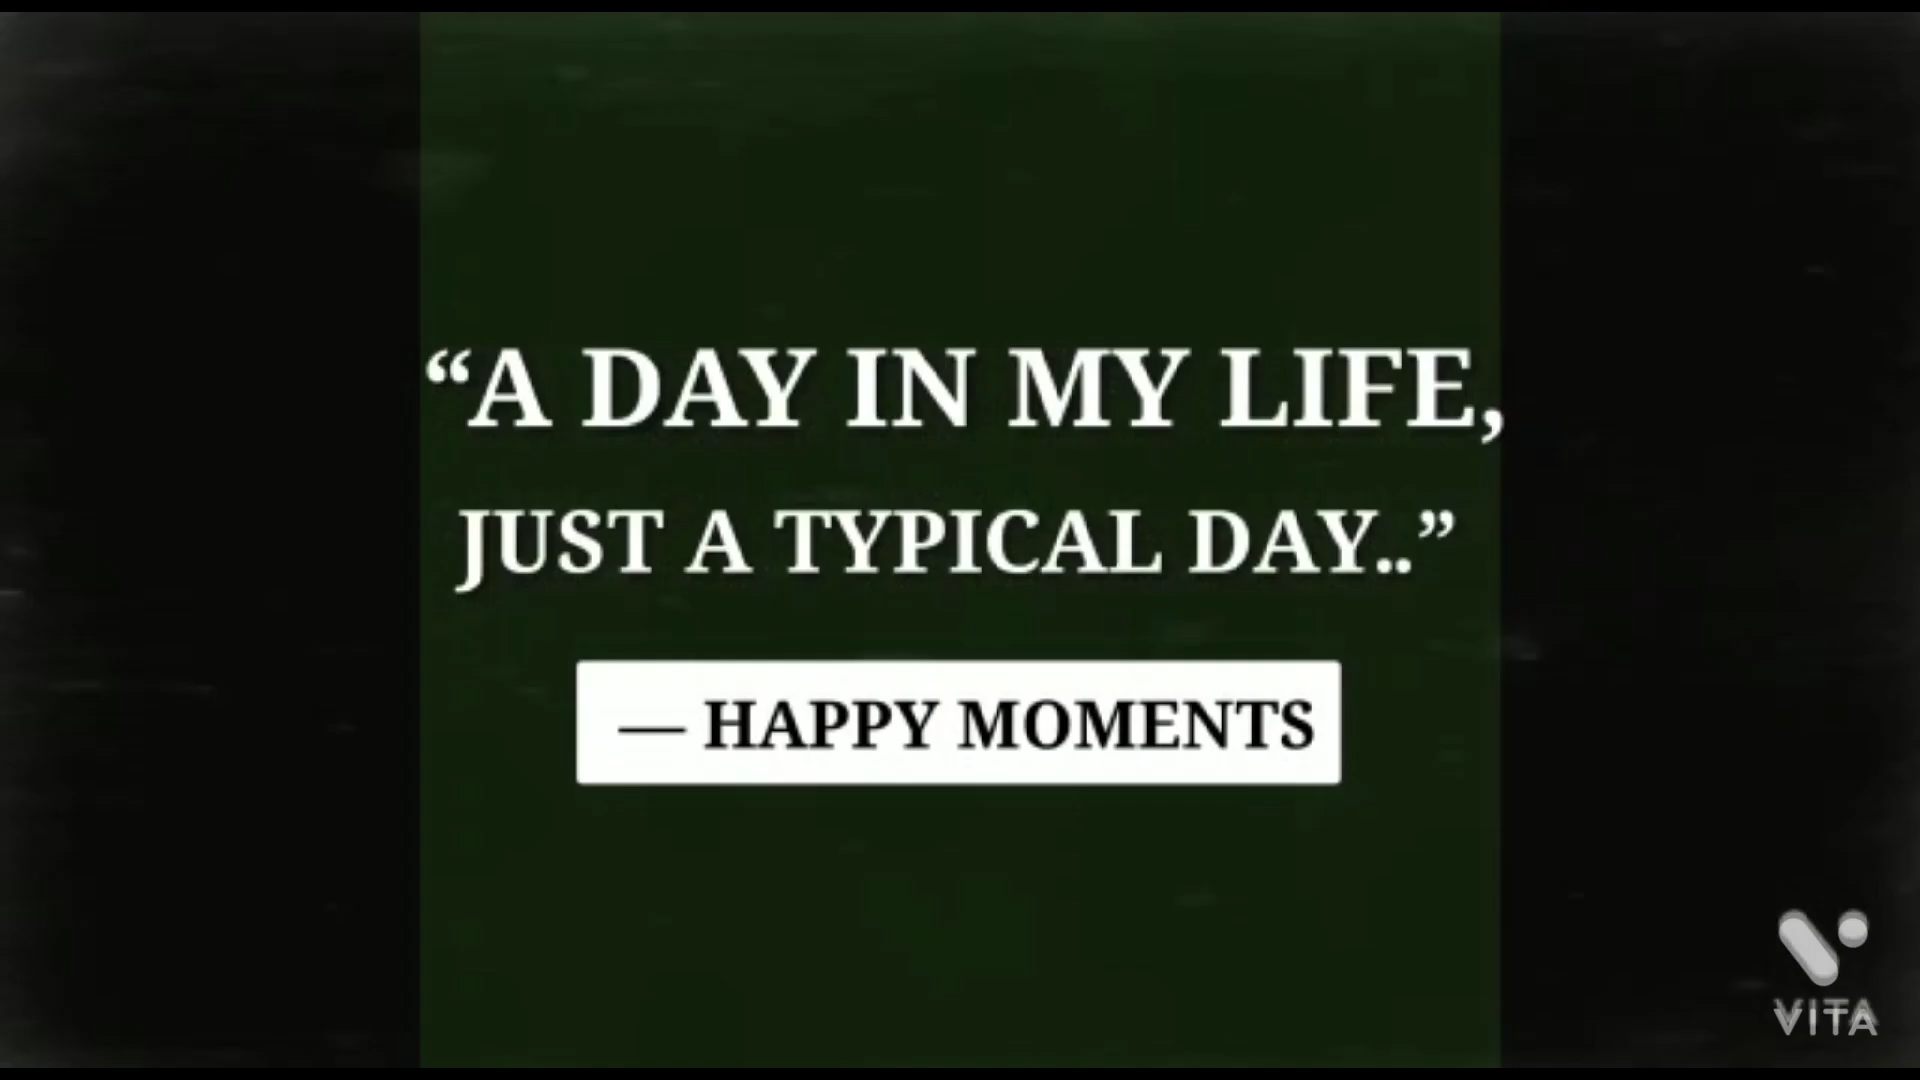 “A DAY IN MY LIFE,
JUST A TYPICAL DAY..”
— HAPPY MOMENTS
VITA